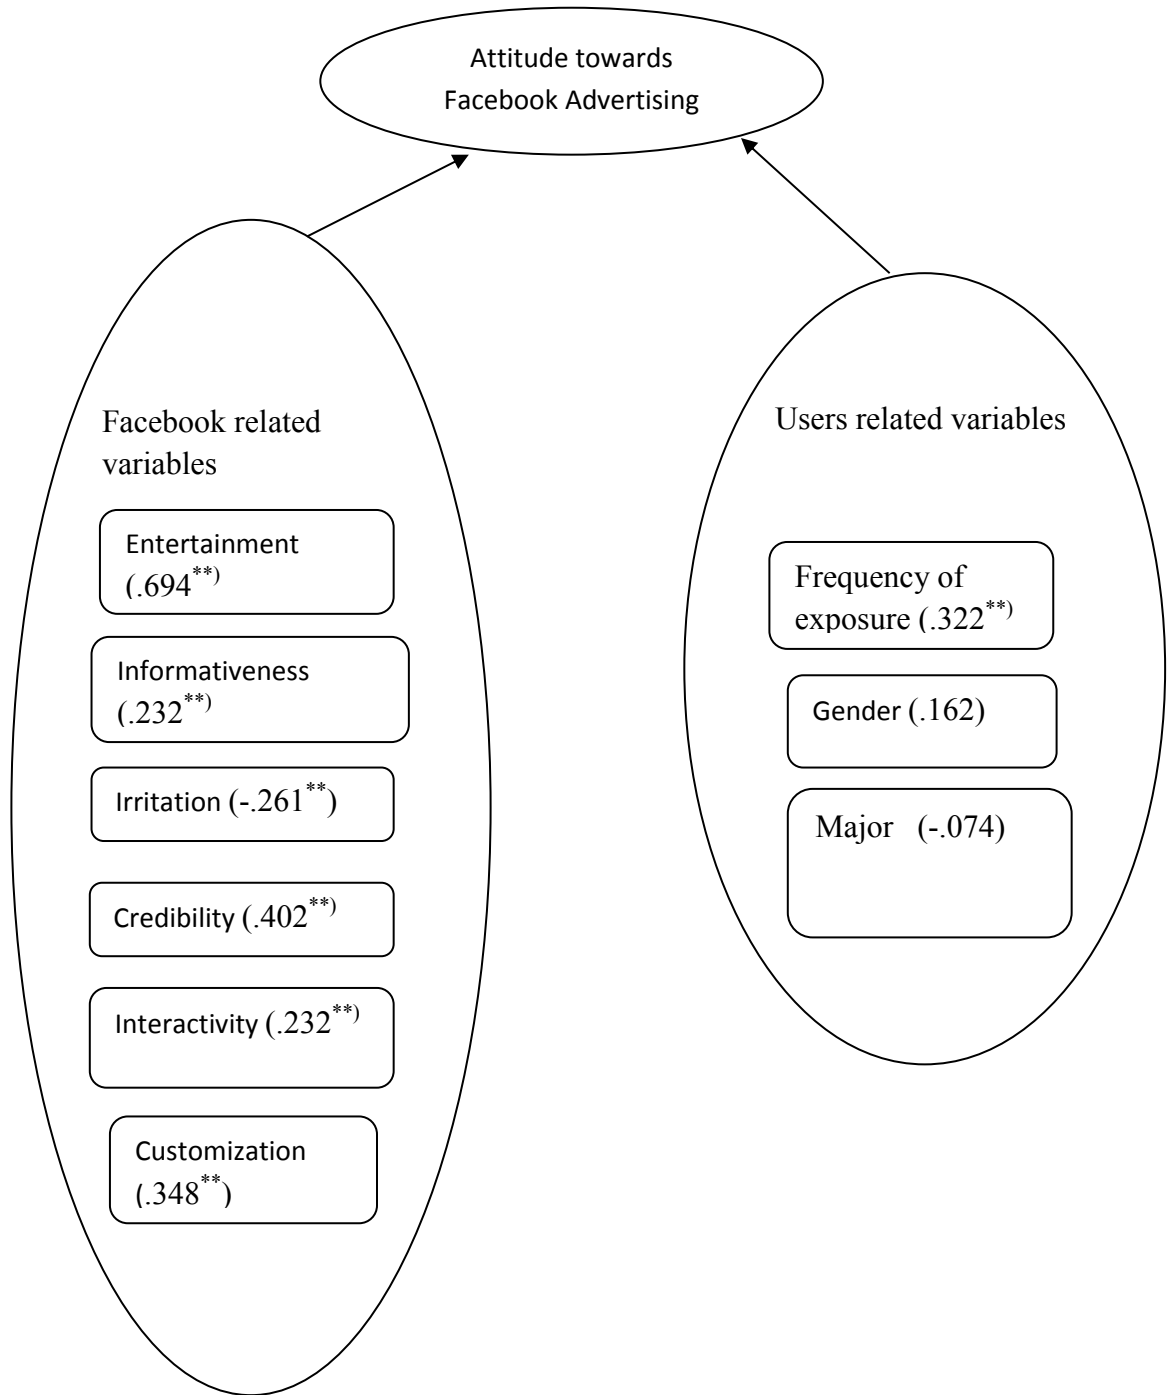 Attitude towards
Facebook Advertising
Facebook related
variables
Entertainment
(.694**)
Informativeness
(.232**)
Irritation (-.261**)
Credibility (.402**)
Interactivity (.232**)
Customization
(.348**)
Users related variables
Frequency of
exposure (.322**)
Gender (.162)
Major (-.074)